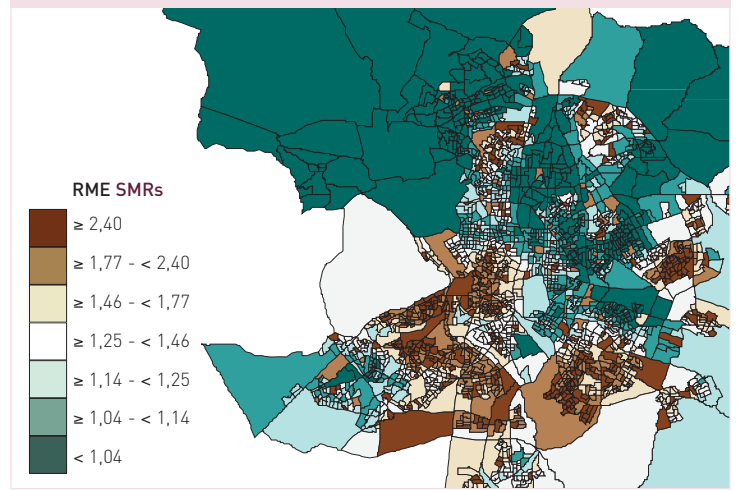 RME SMRs
≥ 2,40
≥ 1,77 - < 2,40
≥ 1,46 - < 1,77
≥ 1,25 - < 1,46
≥ 1,14 - < 1,25
≥ 1,04 - < 1,14
< 1,04